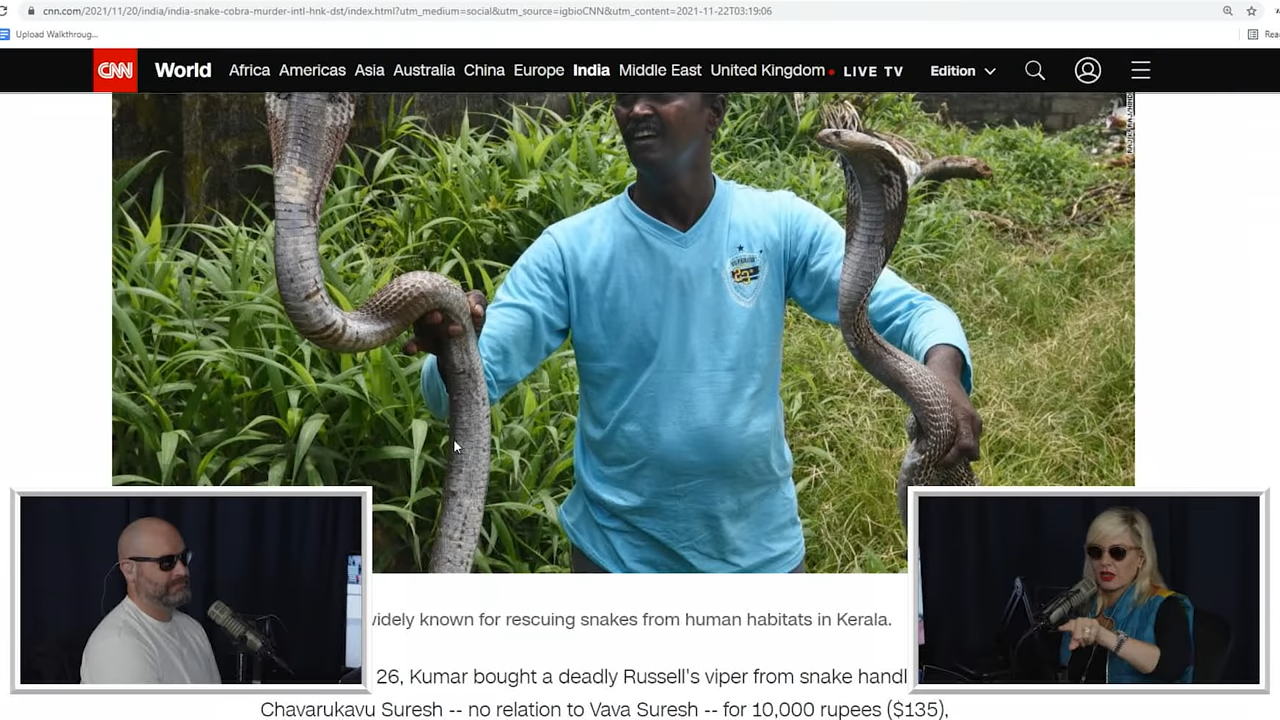 cnn.com/2021/11/20/india/india-snake-cobra-murder-intl-hnk-dst/index.html?utm_medium=social&utm_source=igbioCNN&utm_content=2021-11-22T03:19:06
Upload Walkthroug...
Rea
CNN World Africa Americas Asia Australia China Europe India Middle East United Kingdom LIVE TV Edition
widely known for rescuing snakes from human habitats in Kerala.
26, Kumar bought a deadly Russell's viper from snake handl
Chavarukavu Suresh -- no relation to Vava Suresh -- for 10,000 rupees ($135),